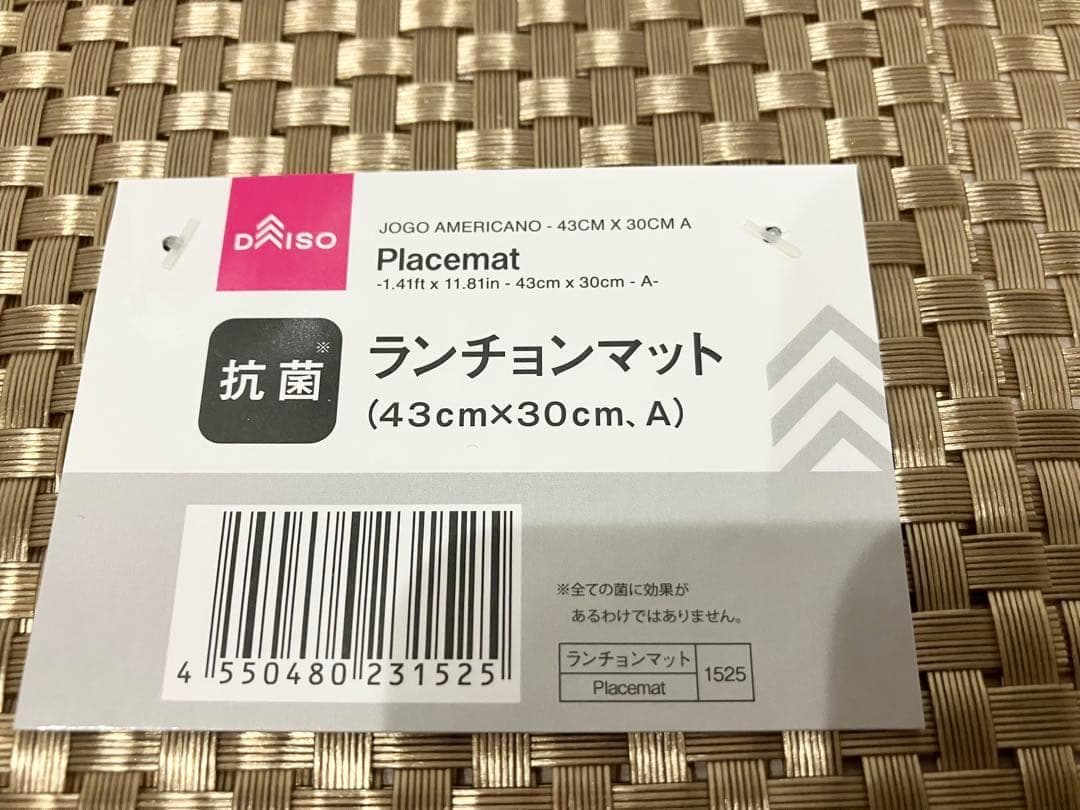 DAISO
JOGO AMERICANO - 43CM X 30CM A
Placemat
-1.41ft x 11.81in - 43cm x 30cm - A-
抗菌※
ランチョンマット
(43cm×30cm、A)
4 550480 231525
※全ての菌に効果が
あるわけではありません。
ランチョンマット
Placemat
1525